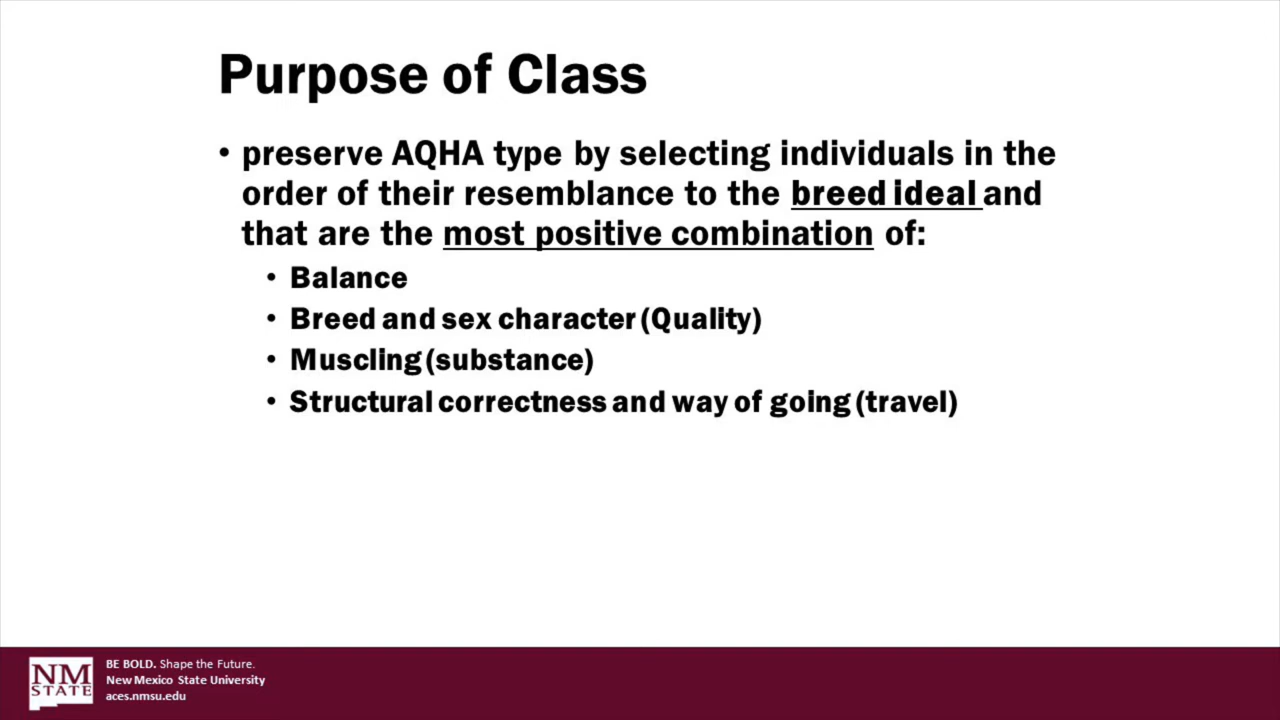 Purpose of Class
• preserve AQHA type by selecting individuals in the
order of their resemblance to the breed ideal and
that are the most positive combination of:
• Balance
• Breed and sex character (Quality)
• Muscling (substance)
• Structural correctness and way of going (travel)
NM
STATE
BE BOLD. Shape the Future.
New Mexico State University
aces.nmsu.edu